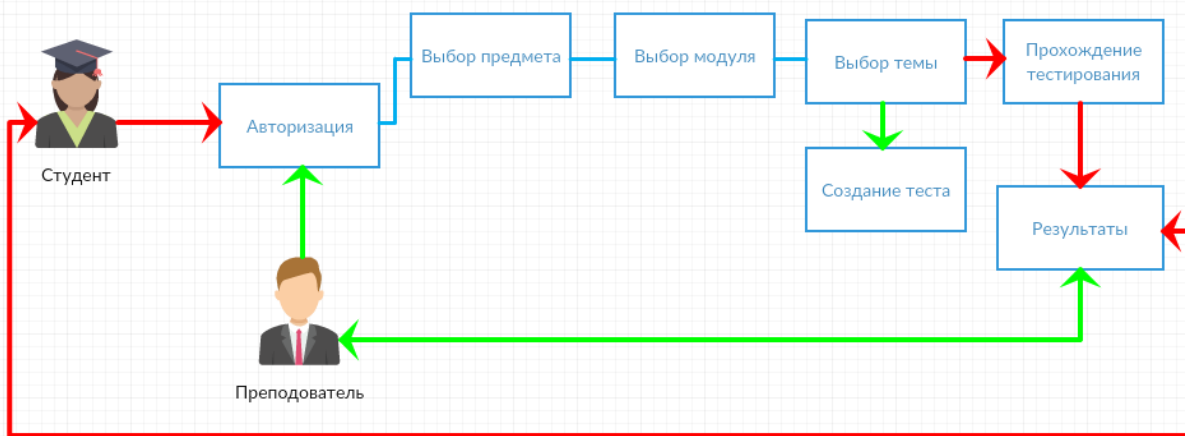 Студент
Авторизация
Выбор предмета
Выбор модуля
Выбор темы
Прохождение
тестирования
Создание теста
Результаты
Преподователь